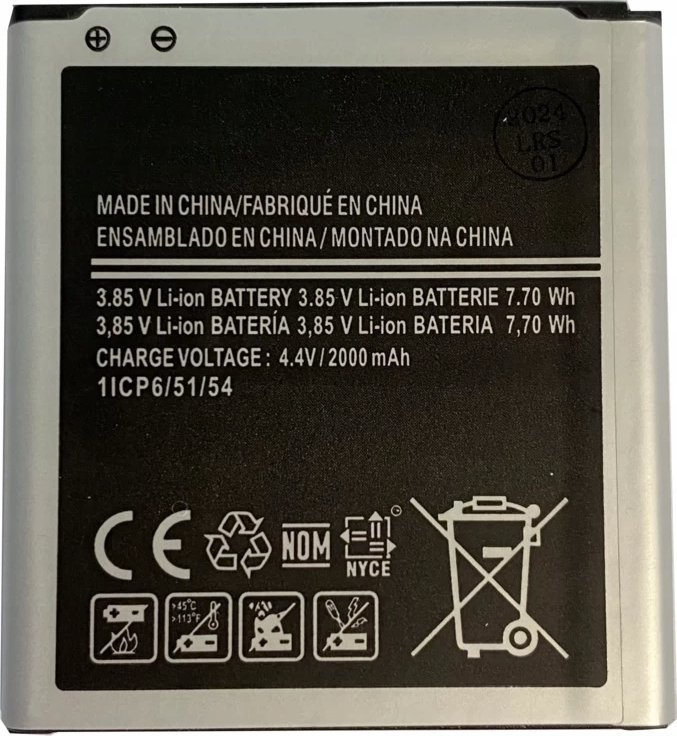 2024
LRS
01
MADE IN CHINA/FABRIQUÉ EN CHINA
ENSAMBLADO EN CHINA / MONTADO NA CHINA
3.85 V Li-ion BATTERY 3.85 V Li-ion BATTERIE 7.70 Wh
3,85 V Li-ion BATERÍA 3,85 V Li-ion BATERIA 7,70 Wh
CHARGE VOLTAGE : 4.4V / 2000 mAh
1ICP6/51/54
CE
NOM
NYCE
>45°C
>113°F